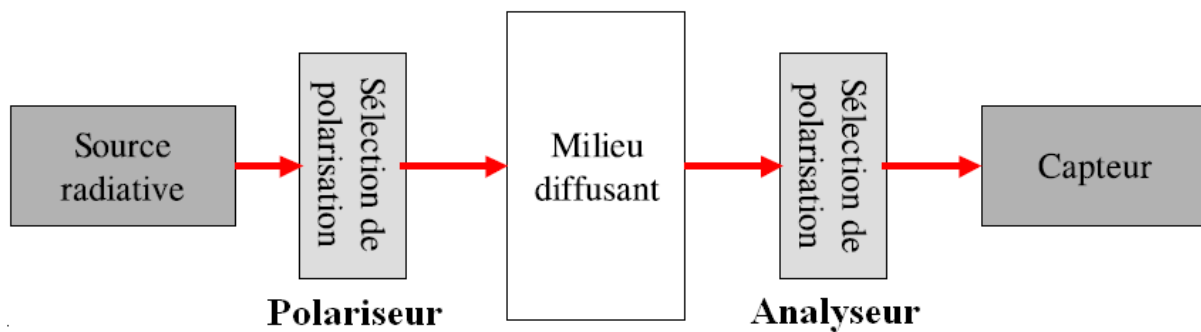 Source
radiative
Sélection de
polarisation
Polariseur
Milieu
diffusant
Sélection de
polarisation
Analyseur
Capteur